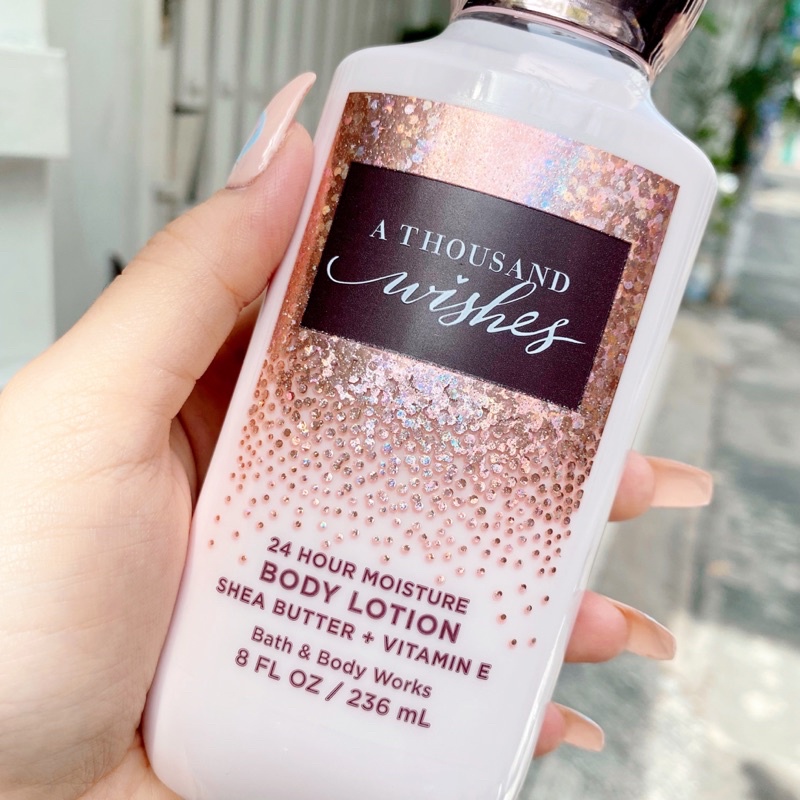 A THOUSAND
wishes
24 HOUR MOISTURE
BODY LOTION
SHEA BUTTER + VITAMIN E
Bath & Body Works
8 FL OZ / 236 mL